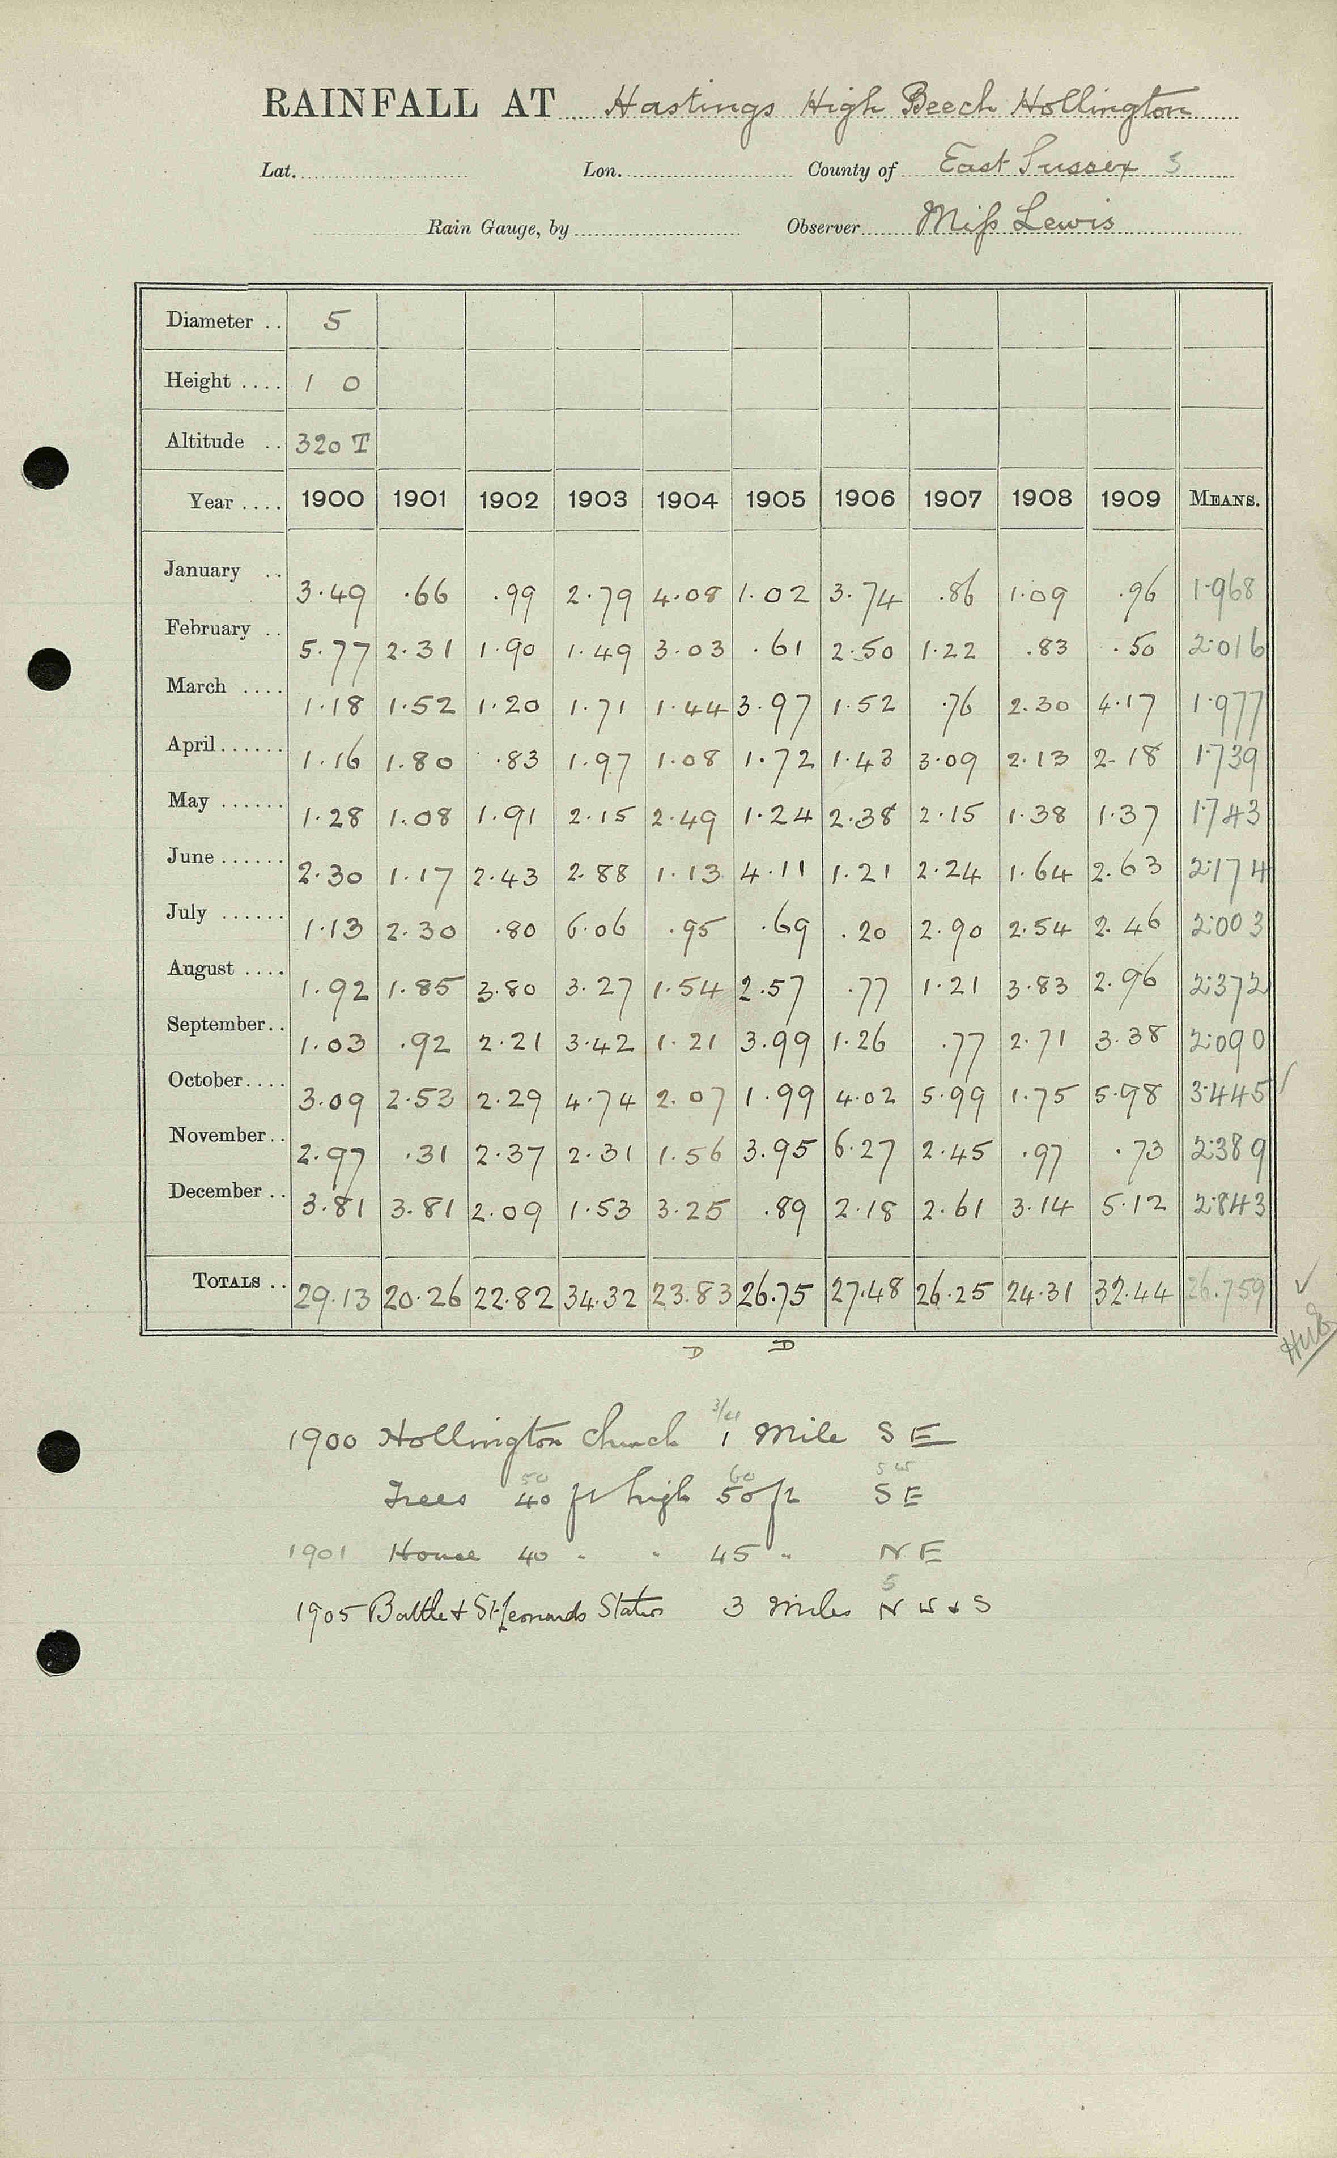 RAINFALL AT Hastings High Beech Hollington
Lat. Lon. County of East Sussex 5
Rain Gauge, by Observer Miss Lewis
Diameter .. 5
Height .... 1 0
Altitude .. 320 T
Year .... 1900 1901 1902 1903 1904 1905 1906 1907 1908 1909 MEANS.
January .. 3.49 .66 .99 2.79 4.08 1.02 3.74 .86 1.09 .96 1.968
February .. 5.77 2.31 1.90 1.49 3.03 .61 2.50 1.22 .83 .50 2.016
March .... 1.18 1.52 1.20 1.71 1.44 3.97 1.52 .76 2.30 4.17 1.977
April ...... 1.16 1.80 .83 1.97 1.08 1.72 1.43 3.09 2.13 2.18 1.739
May ...... 1.28 1.08 1.91 2.15 2.49 1.24 2.38 2.15 1.38 1.37 1.743
June ...... 2.30 1.17 2.43 2.88 1.13 4.11 1.21 2.24 1.64 2.63 2.174
July ...... 1.13 2.30 .80 6.06 .95 .69 .20 2.90 2.54 2.46 2.003
August .... 1.92 1.85 3.80 3.27 1.54 2.57 .77 1.21 3.83 2.96 2.372
September .. 1.03 .92 2.21 3.42 1.21 3.99 1.26 .77 2.71 3.38 2.090
October .... 3.09 2.53 2.29 4.74 2.07 1.99 4.02 5.99 1.75 5.98 3.445
November .. 2.97 .31 2.37 2.31 1.56 3.95 6.27 2.45 .97 .73 2.389
December .. 3.81 3.81 2.09 1.53 3.25 .89 2.18 2.61 3.14 5.12 2.843
TOTALS .. 29.13 20.26 22.82 34.32 23.83 26.75 27.48 26.25 24.31 32.44 26.759 ✓
D D
3/4
1900 Hollington Church 1 Mile S E
50 60 S W
Trees 40 ft high 50 ft S E
1901 House 40 " " 45 " N E
5
1905 Battle & St Leonards Station 3 miles N W & S